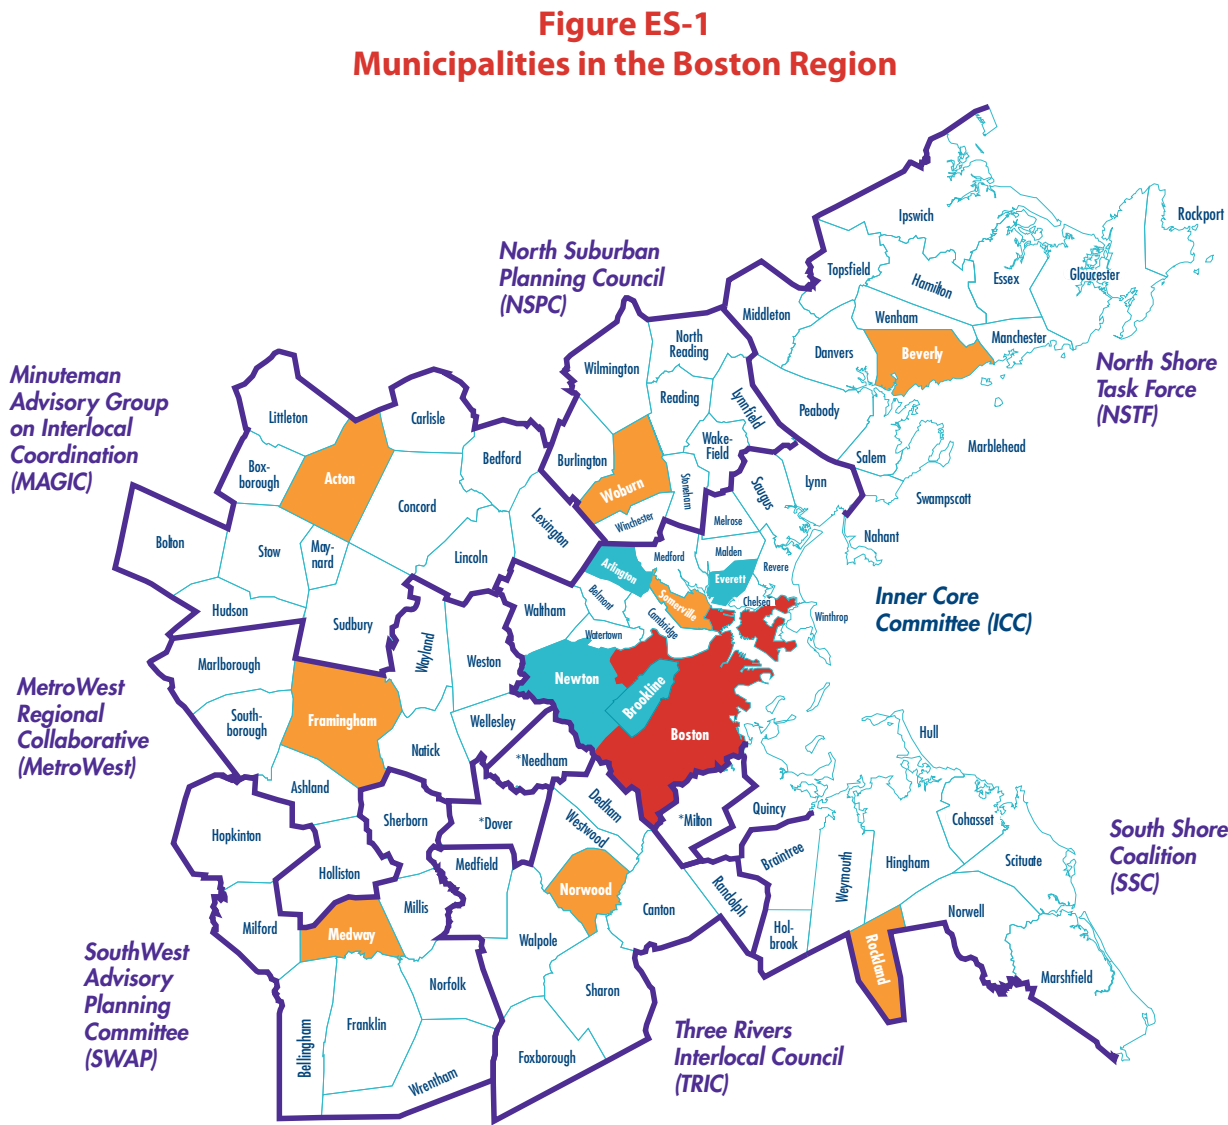 Figure ES-1
Municipalities in the Boston Region
Ipswich
Rockport
North Suburban
Planning Council
(NSPC)
Topsfield
Hamilton
Essex
Gloucester
Middleton
Wenham
North
Reading
Manchester
Danvers
Beverly
Wilmington
North Shore
Task Force
(NSTF)
Minuteman
Advisory Group
on Interlocal
Coordination
(MAGIC)
Reading
Lynnfield
Peabody
Littleton
Carlisle
Wake-
Field
Marblehead
Bedford
Burlington
Salem
Box-
borough
Acton
Woburn
Stoneham
Saugus
Lynn
Swampscott
Concord
Lexington
Winchester
Melrose
Nahant
Bolton
Stow
May-
nard
Lincoln
Arlington
Medford
Malden
Revere
Everett
Inner Core
Committee (ICC)
Hudson
Waltham
Belmont
Somerville
Chelsea
Winthrop
Sudbury
Cambridge
Watertown
Wayland
Marlborough
Weston
Newton
Brookline
MetroWest
Regional
Collaborative
(MetroWest)
South-
borough
Framingham
Wellesley
Boston
Hull
Natick
*Needham
Ashland
Dedham
Quincy
Hopkinton
Sherborn
*Dover
Westwood
*Milton
Cohasset
South Shore
Coalition
(SSC)
Braintree
Weymouth
Hingham
Scituate
Holliston
Medfield
Norwood
Randolph
Millis
Canton
Norwell
Milford
Medway
Walpole
Hol-
brook
Rockland
SouthWest
Advisory
Planning
Committee
(SWAP)
Norfolk
Sharon
Marshfield
Franklin
Bellingham
Foxborough
Three Rivers
Interlocal Council
(TRIC)
Wrentham